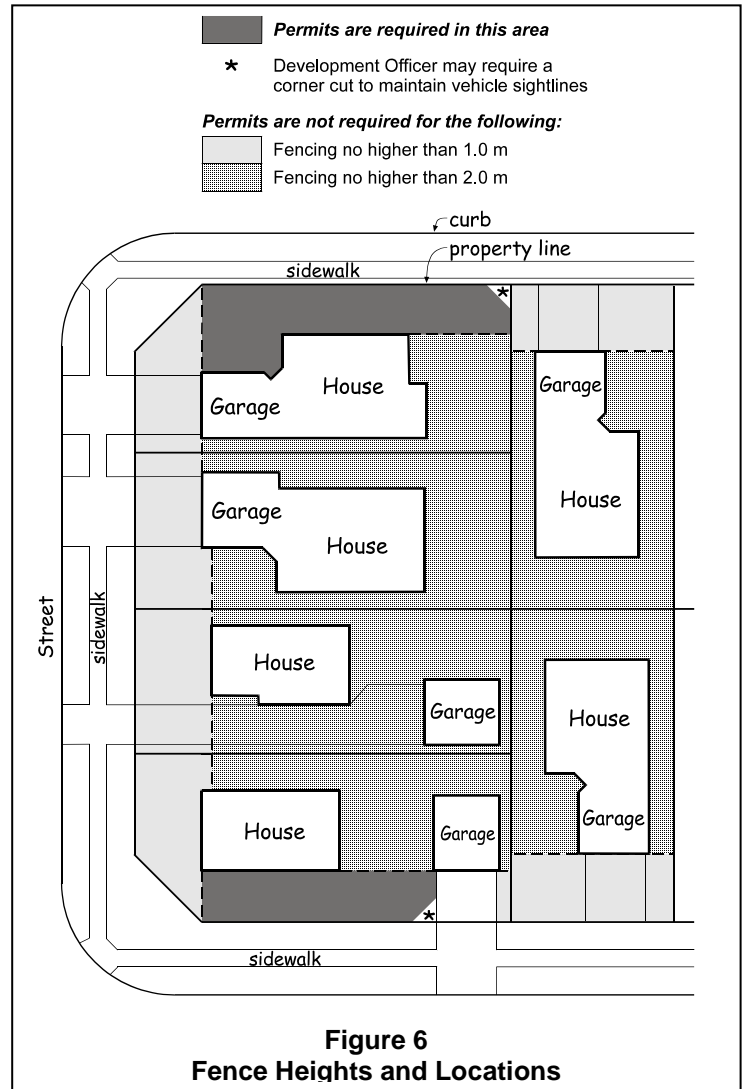 Permits are required in this area
* Development Officer may require a
corner cut to maintain vehicle sightlines
Permits are not required for the following:
Fencing no higher than 1.0 m
Fencing no higher than 2.0 m
curb
property line
sidewalk
*
House
Garage
Garage
House
Garage
House
Street
sidewalk
House
Garage
House
House
Garage
Garage
*
sidewalk
Figure 6
Fence Heights and Locations